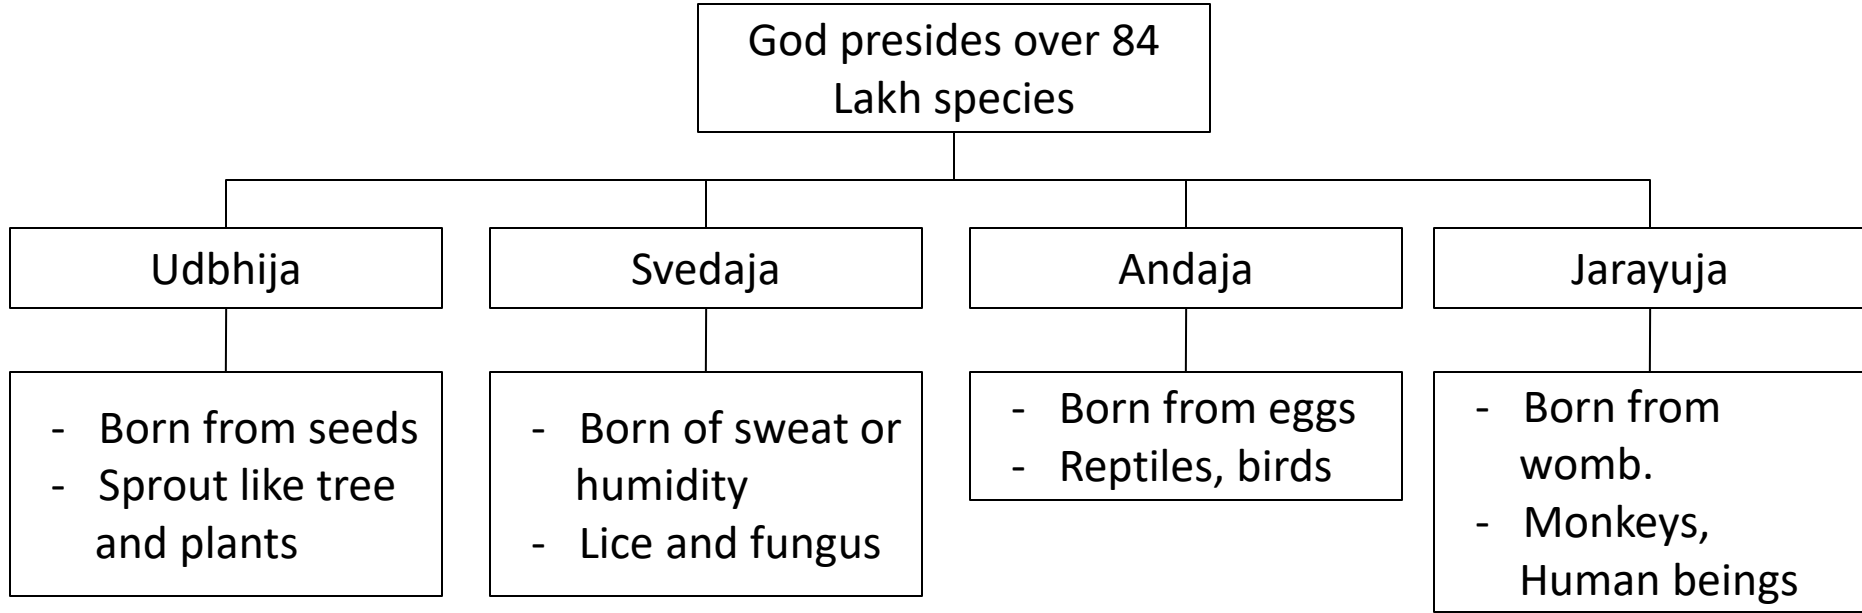 God presides over 84
Lakh species
Udbhija
Svedaja
Andaja
Jarayuja
- Born from seeds
- Sprout like tree
and plants
- Born of sweat or
humidity
- Lice and fungus
- Born from eggs
- Reptiles, birds
- Born from
womb.
- Monkeys,
Human beings